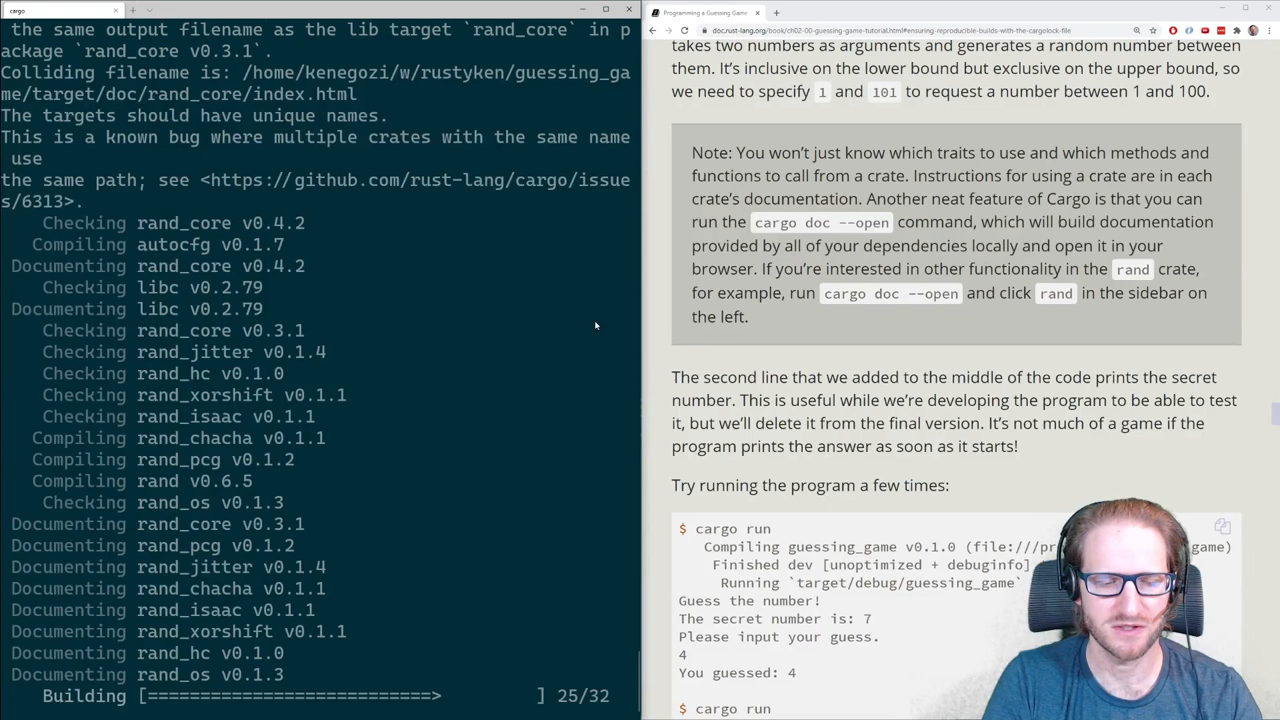 cargo
the same output filename as the lib target `rand_core` in p
ackage `rand_core v0.3.1`.
Colliding filename is: /home/kenegozi/w/rustyken/guessing_ga
me/target/doc/rand_core/index.html
The targets should have unique names.
This is a known bug where multiple crates with the same name
use
the same path; see <https://github.com/rust-lang/cargo/issue
s/6313>.
Checking rand_core v0.4.2
Compiling autocfg v0.1.7
Documenting rand_core v0.4.2
Checking libc v0.2.79
Documenting libc v0.2.79
Checking rand_core v0.3.1
Checking rand_jitter v0.1.4
Checking rand_hc v0.1.0
Checking rand_xorshift v0.1.1
Checking rand_isaac v0.1.1
Compiling rand_chacha v0.1.1
Compiling rand_pcg v0.1.2
Compiling rand v0.6.5
Checking rand_os v0.1.3
Documenting rand_core v0.3.1
Documenting rand_pcg v0.1.2
Documenting rand_jitter v0.1.4
Documenting rand_chacha v0.1.1
Documenting rand_isaac v0.1.1
Documenting rand_xorshift v0.1.1
Documenting rand_hc v0.1.0
Documenting rand_os v0.1.3
Building [===========================> ] 25/32
Programming a Guessing Game
doc.rust-lang.org/book/ch02-00-guessing-game-tutorial.html#ensuring-reproducible-builds-with-the-cargolock-file
takes two numbers as arguments and generates a random number between
them. It's inclusive on the lower bound but exclusive on the upper bound, so
we need to specify 1 and 101 to request a number between 1 and 100.
Note: You won't just know which traits to use and which methods and
functions to call from a crate. Instructions for using a crate are in each
crate's documentation. Another neat feature of Cargo is that you can
run the cargo doc --open command, which will build documentation
provided by all of your dependencies locally and open it in your
browser. If you're interested in other functionality in the rand crate,
for example, run cargo doc --open and click rand in the sidebar on
the left.
The second line that we added to the middle of the code prints the secret
number. This is useful while we're developing the program to be able to test
it, but we'll delete it from the final version. It's not much of a game if the
program prints the answer as soon as it starts!
Try running the program a few times:
$ cargo run
Compiling guessing_game v0.1.0 (file:///pr game)
Finished dev [unoptimized + debuginfo]
Running `target/debug/guessing_game`
Guess the number!
The secret number is: 7
Please input your guess.
4
You guessed: 4
$ cargo run